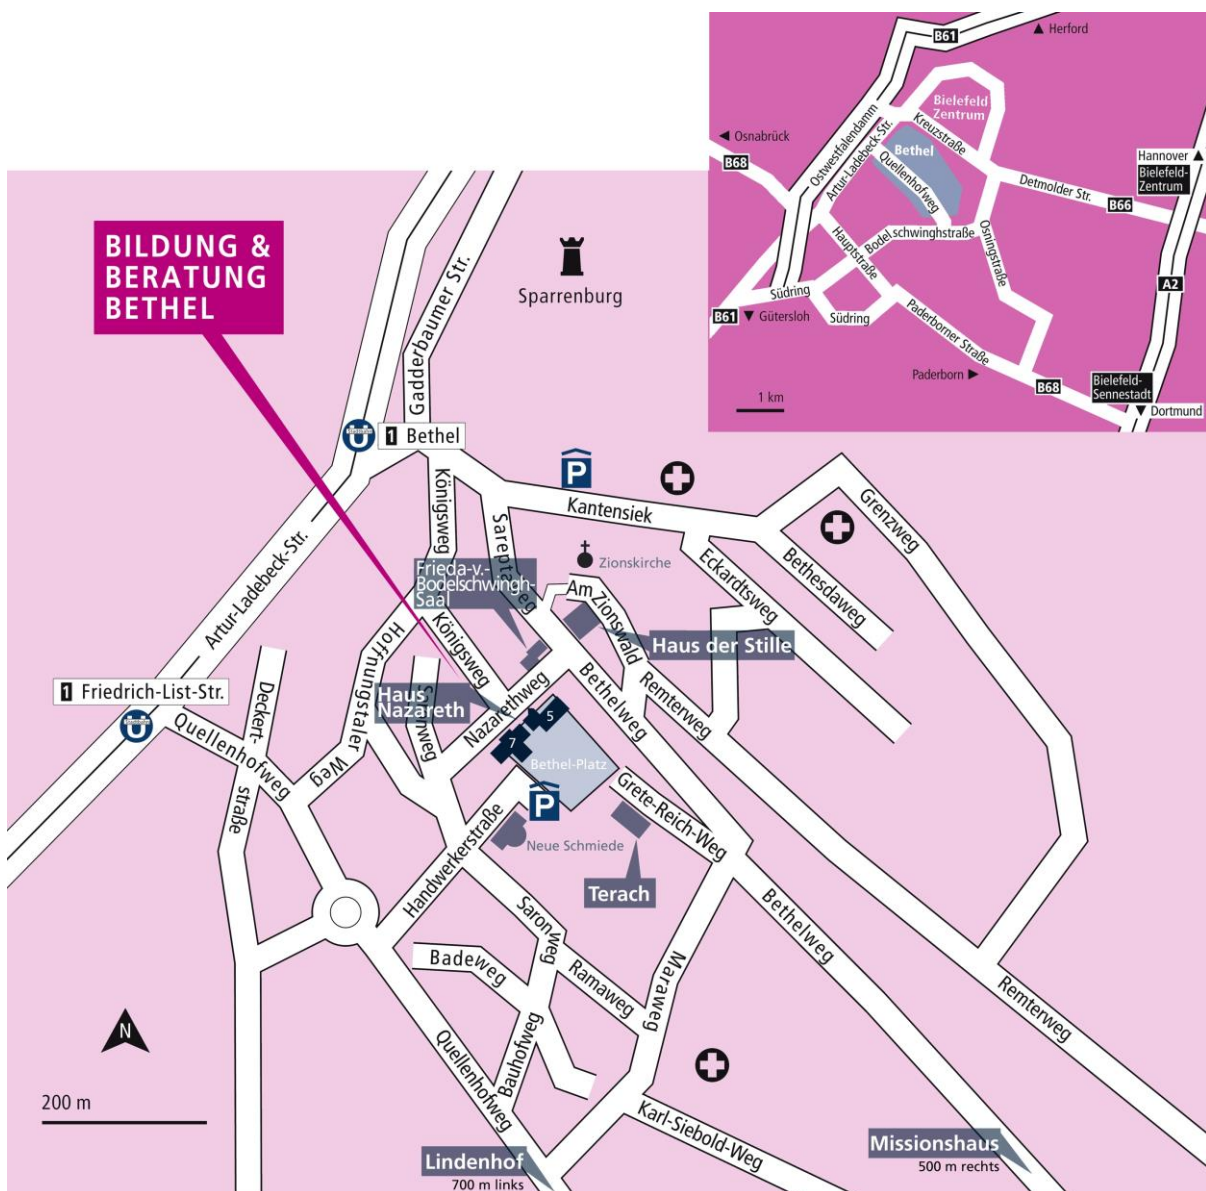 B61
Herford
Bielefeld
Zentrum
Osnabrück
B68
Ostwestfalendamm
Artur-Ladebeck-Str.
Kreuzstraße
Bethel
Quellenhofweg
Hannover
Bielefeld-
Zentrum
Detmolder Str.
B66
Bodelschwinghstraße
Hauptstraße
Osningstraße
Südring
A2
B61
Gütersloh
Südring
Paderborner Straße
Paderborn
B68
Bielefeld-
Sennestadt
Dortmund
1 km
BILDUNG &
BERATUNG
BETHEL
Sparrenburg
Gadderbaumer Str.
1 Bethel
P
Königsweg
Kantensiek
Grenzweg
Sareptaweg
Zionskirche
Eckardtsweg
Bethesdaweg
Artur-Ladebeck-Str.
Frieda-v.-
Bodelschwingh-
Saal
Am Zionswald
Haus der Stille
Hoffnungstaler Weg
Königsweg
1 Friedrich-List-Str.
Deckert-
straße
Quellenhofweg
Haus
Nazareth
Nazarethweg
Bethelweg
Remterweg
5
7
Bethel-Platz
P
Grete-Reich-Weg
Handwerkerstraße
Neue Schmiede
Terach
Saronweg
Bethelweg
Badeweg
Ramaweg
Maraweg
Remterweg
N
Quellenhofweg
Bauhofweg
200 m
Karl-Siebold-Weg
Lindenhof
700 m links
Missionshaus
500 m rechts